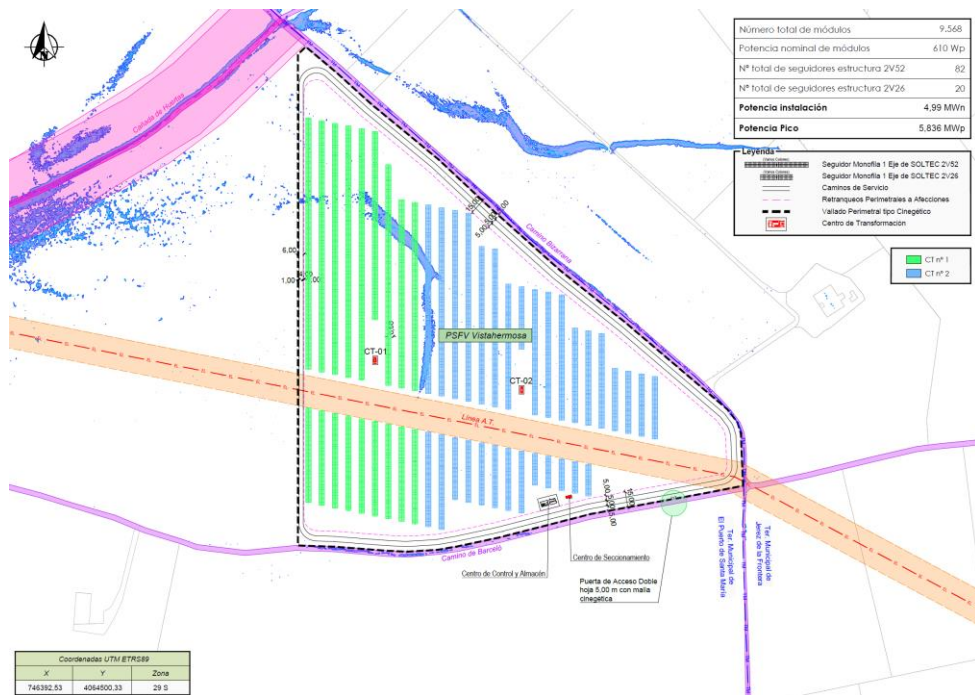 N
Número total de módulos 9.568
Potencia nominal de módulos 610 Wp
Nº total de seguidores estructura 2V52 82
Nº total de seguidores estructura 2V26 20
Potencia instalación 4,99 MWn
Potencia Pico 5,836 MWp
Leyenda
Seguidor Monofila 1 Eje de SOLTEC 2V52
Seguidor Monofila 1 Eje de SOLTEC 2V26
Caminos de Servicio
Retranqueos Perimetrales a Afecciones
Vallado Perimetral tipo Cinegético
Centro de Transformación
CT nº 1
CT nº 2
Cañada de Huertas
Camino Bizarrera
6,00
1,00
PSFV Vistahermosa
CT-01
CT-02
Línea A.T.
Camino de Barceló
Centro de Control y Almacén
Centro de Seccionamiento
Puerta de Acceso Doble
hoja 5,00 m con malla
cinegética
Ter. Municipal de
El Puerto de Santa María
Ter. Municipal de
Jerez de la Frontera
Coordenadas UTM ETRS89
X Y Zona
746392,53 4064500,33 29 S